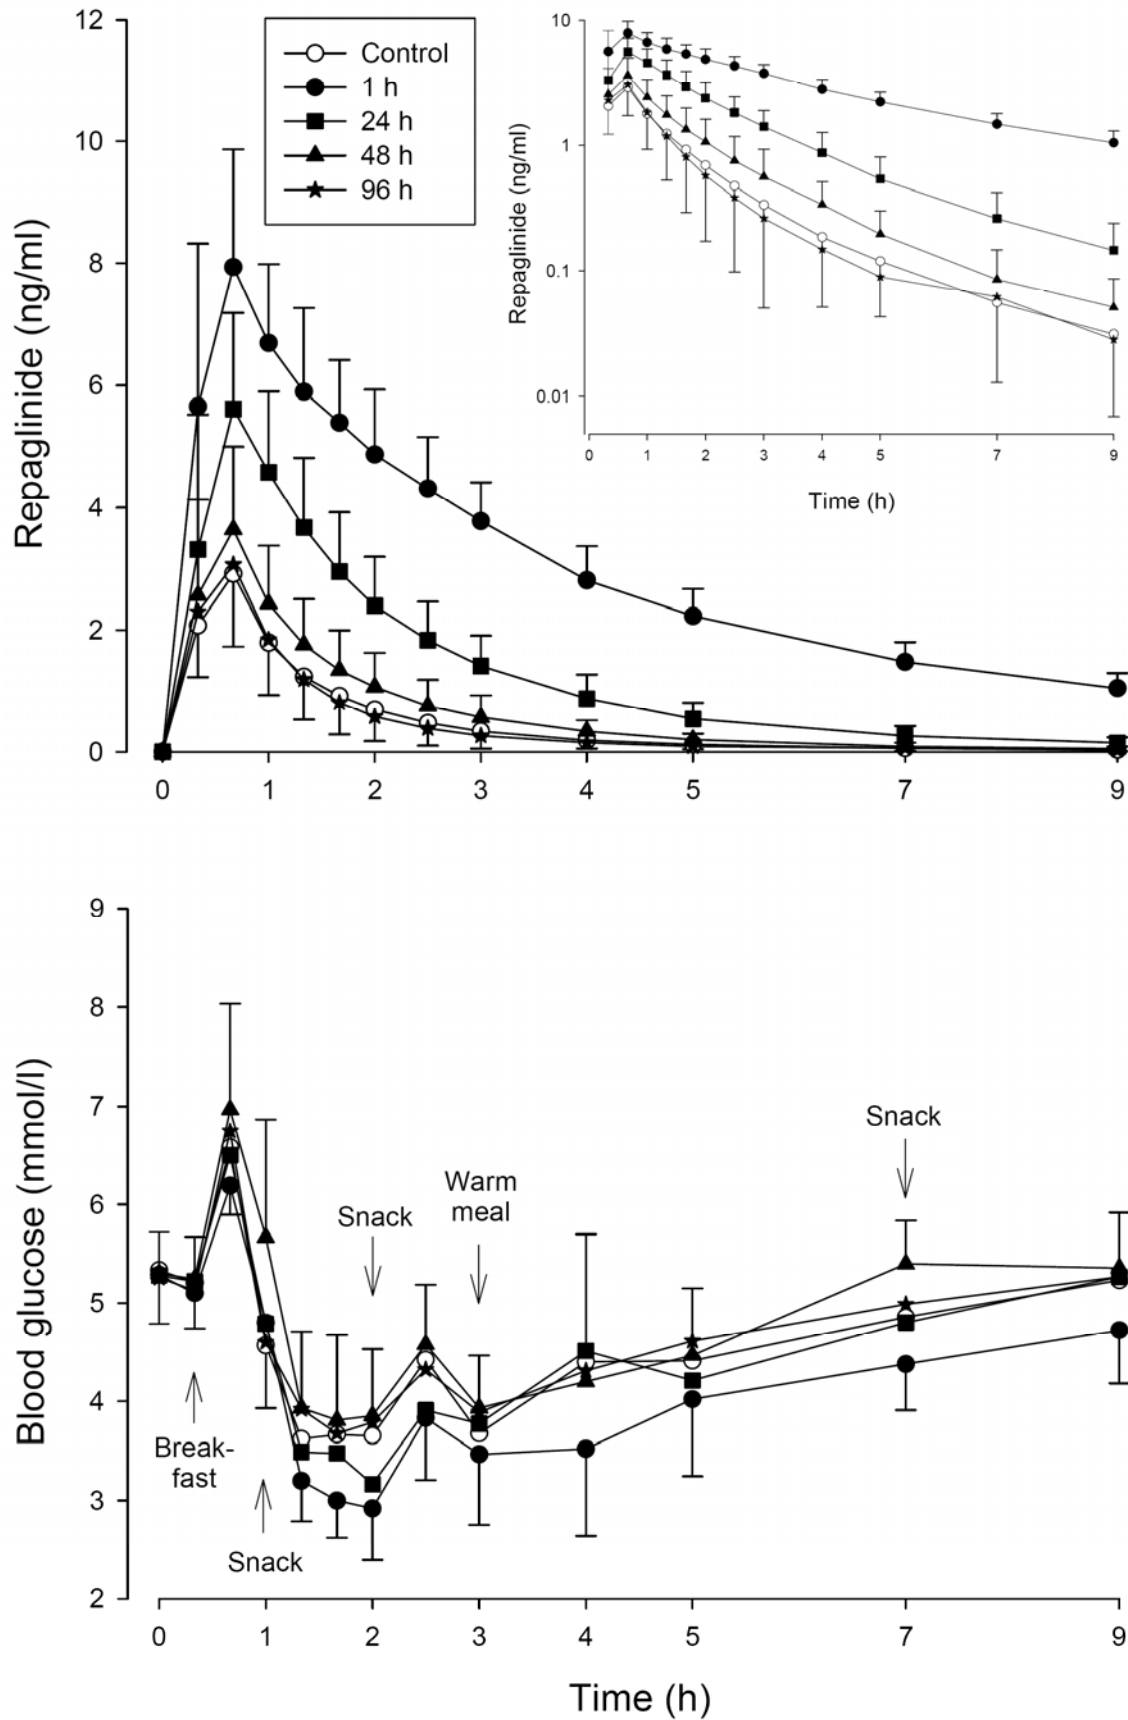 12
10
8
6
4
2
0
Repaglinide (ng/ml)
Control
1 h
24 h
48 h
96 h
10
1
0.1
0.01
Repaglinide (ng/ml)
0 1 2 3 4 5 7 9
Time (h)
0 1 2 3 4 5 7 9
9
8
7
6
5
4
3
2
Blood glucose (mmol/l)
Break-
fast
Snack
Snack
Warm
meal
Snack
0 1 2 3 4 5 7 9
Time (h)